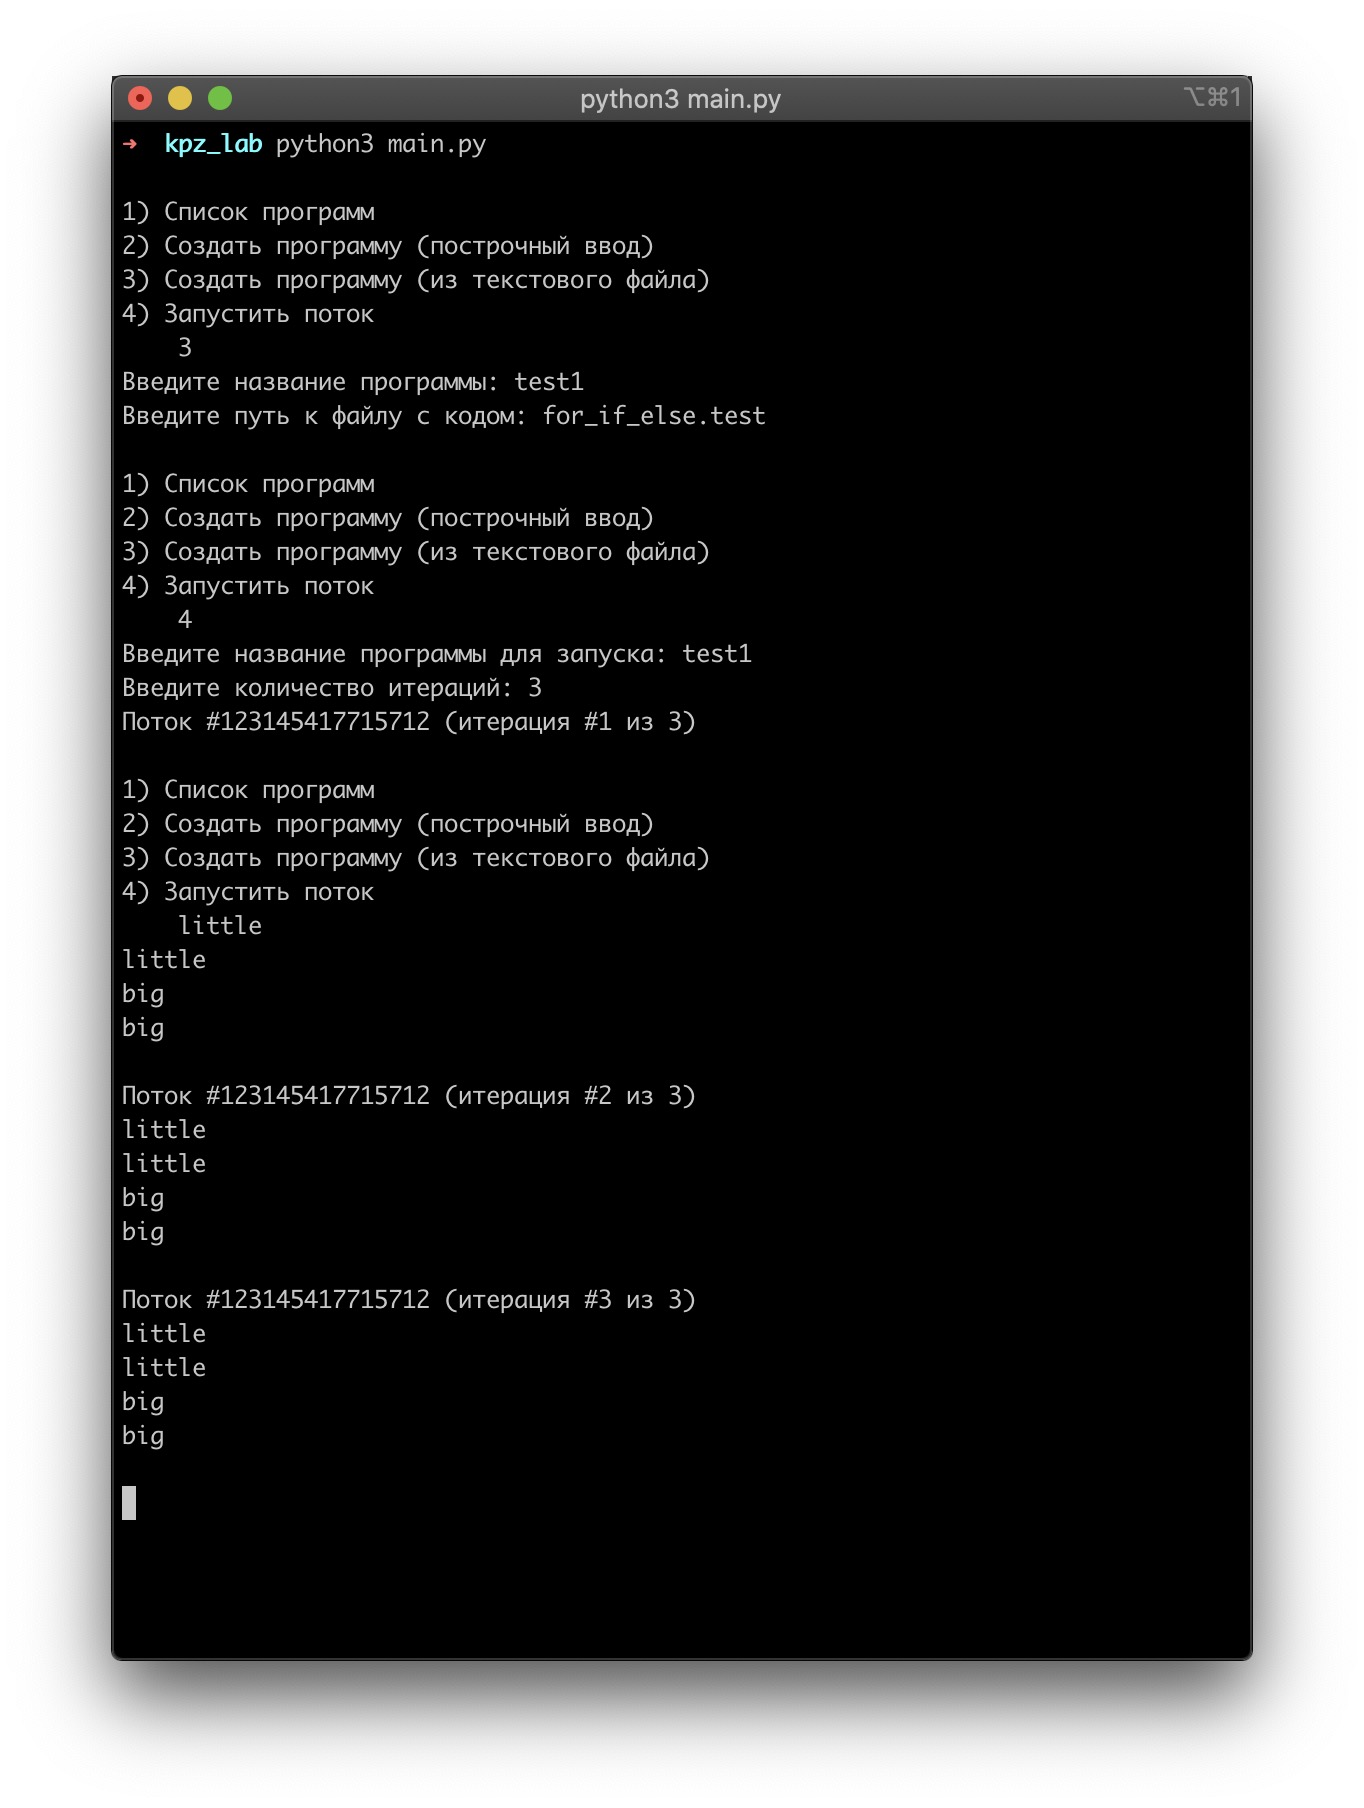 python3 main.py
⌥⌘1
➜ kpz_lab python3 main.py
1) Список программ
2) Создать программу (построчный ввод)
3) Создать программу (из текстового файла)
4) Запустить поток
3
Введите название программы: test1
Введите путь к файлу с кодом: for_if_else.test
1) Список программ
2) Создать программу (построчный ввод)
3) Создать программу (из текстового файла)
4) Запустить поток
4
Введите название программы для запуска: test1
Введите количество итераций: 3
Поток #123145417715712 (итерация #1 из 3)
1) Список программ
2) Создать программу (построчный ввод)
3) Создать программу (из текстового файла)
4) Запустить поток
little
little
big
big
Поток #123145417715712 (итерация #2 из 3)
little
little
big
big
Поток #123145417715712 (итерация #3 из 3)
little
little
big
big